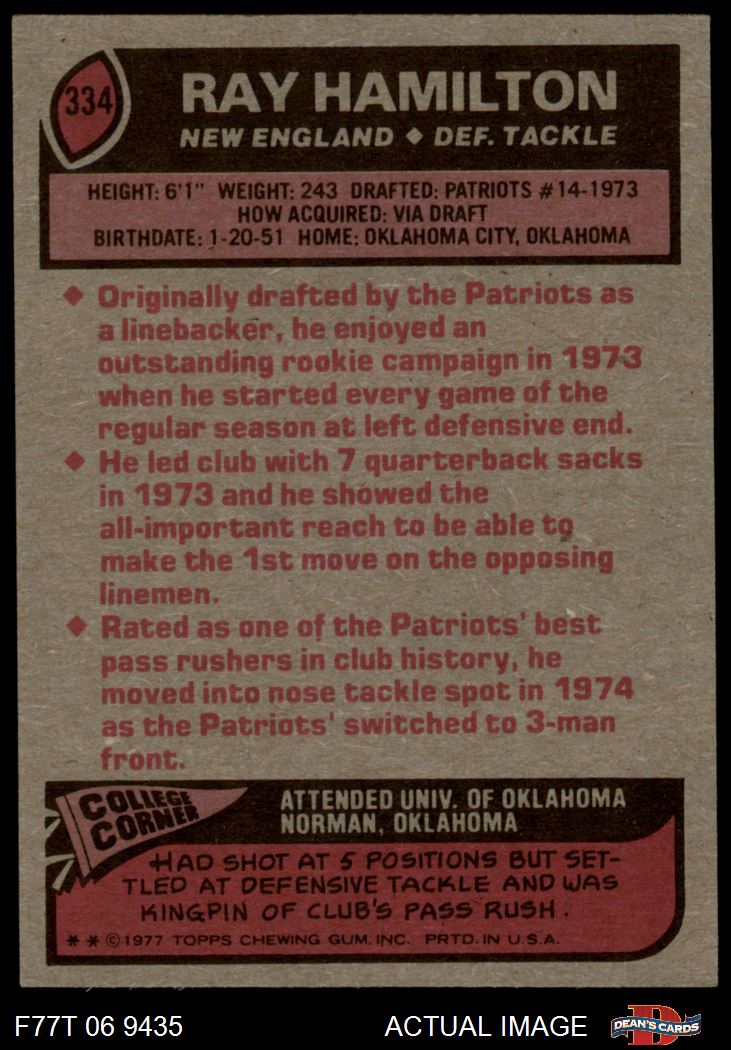 334
RAY HAMILTON
NEW ENGLAND ◆ DEF. TACKLE
HEIGHT: 6'1" WEIGHT: 243 DRAFTED: PATRIOTS #14-1973
HOW ACQUIRED: VIA DRAFT
BIRTHDATE: 1-20-51 HOME: OKLAHOMA CITY, OKLAHOMA
◆ Originally drafted by the Patriots as
a linebacker, he enjoyed an
outstanding rookie campaign in 1973
when he started every game of the
regular season at left defensive end.
◆ He led club with 7 quarterback sacks
in 1973 and he showed the
all-important reach to be able to
make the 1st move on the opposing
linemen.
◆ Rated as one of the Patriots' best
pass rushers in club history, he
moved into nose tackle spot in 1974
as the Patriots' switched to 3-man
front.
COLLEGE
CORNER
ATTENDED UNIV. OF OKLAHOMA
NORMAN, OKLAHOMA
HAD SHOT AT 5 POSITIONS BUT SET-
TLED AT DEFENSIVE TACKLE AND WAS
KINGPIN OF CLUB'S PASS RUSH.
* * © 1977 TOPPS CHEWING GUM, INC. PRTD. IN U.S.A.
F77T 06 9435
ACTUAL IMAGE
D
DEAN'S CARDS